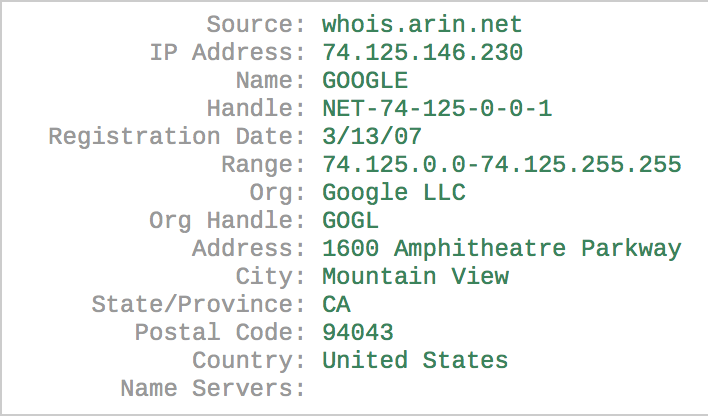 Source: whois.arin.net
IP Address: 74.125.146.230
Name: GOOGLE
Handle: NET-74-125-0-0-1
Registration Date: 3/13/07
Range: 74.125.0.0-74.125.255.255
Org: Google LLC
Org Handle: GOGL
Address: 1600 Amphitheatre Parkway
City: Mountain View
State/Province: CA
Postal Code: 94043
Country: United States
Name Servers: